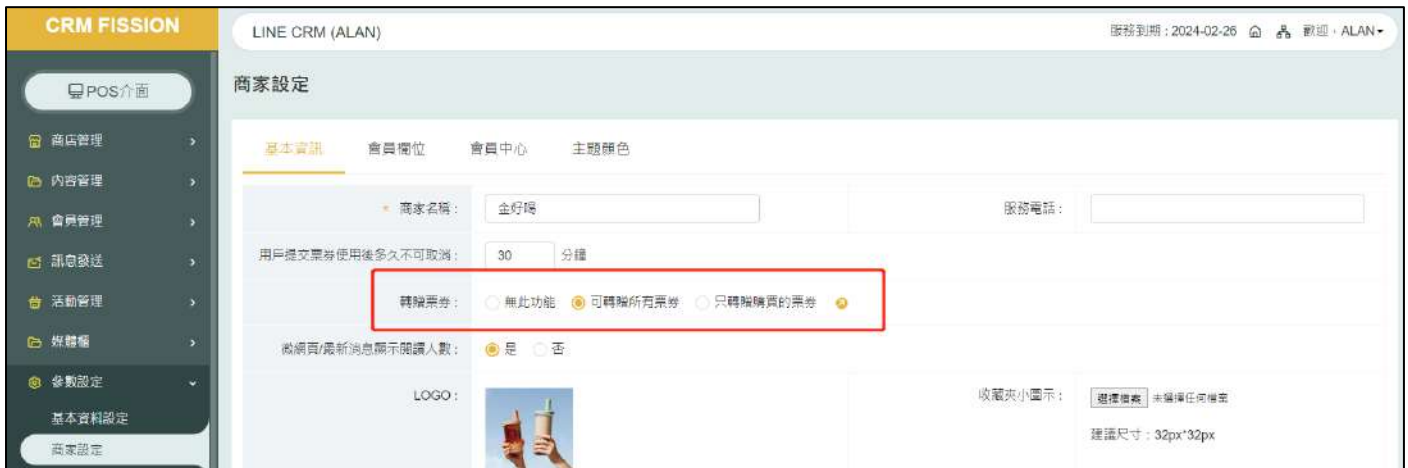 CRM FISSION
LINE CRM (ALAN)
服務到期：2024-02-26 歡迎，ALAN
POS介面
商家設定
商店管理
內容管理
會員管理
訊息發送
活動管理
媒體櫃
參數設定
基本資料設定
商家設定
基本資訊 會員欄位 會員中心 主題顏色
* 商家名稱： 金好喝 服務電話：
用戶提交票券使用後多久不可取消： 30 分鐘
轉贈票券： 無此功能 可轉贈所有票券 只轉贈購買的票券
微網頁/最新消息顯示閱讀人數： 是 否
LOGO： 收藏夾小圖示： 選擇檔案 未選擇任何檔案
建議尺寸：32px*32px